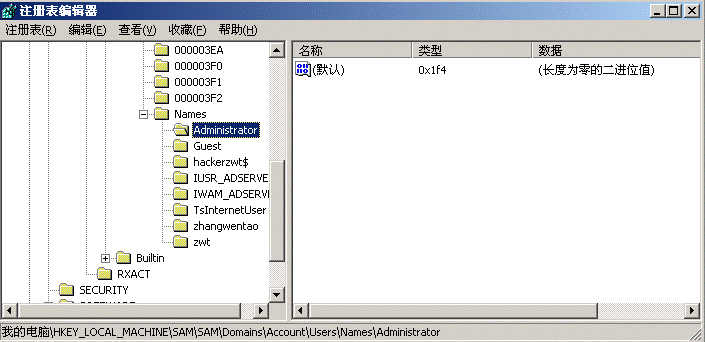 注册表编辑器
注册表(R) 编辑(E) 查看(V) 收藏(F) 帮助(H)
000003EA
000003F0
000003F1
000003F2
Names
Administrator
Guest
hackerzwt$
IUSR_ADSERVE
IWAM_ADSERVE
TsInternetUser
zhangwentao
zwt
Builtin
RXACT
SECURITY
名称 类型 数据
(默认) 0x1f4 (长度为零的二进位值)
我的电脑\HKEY_LOCAL_MACHINE\SAM\SAM\Domains\Account\Users\Names\Administrator